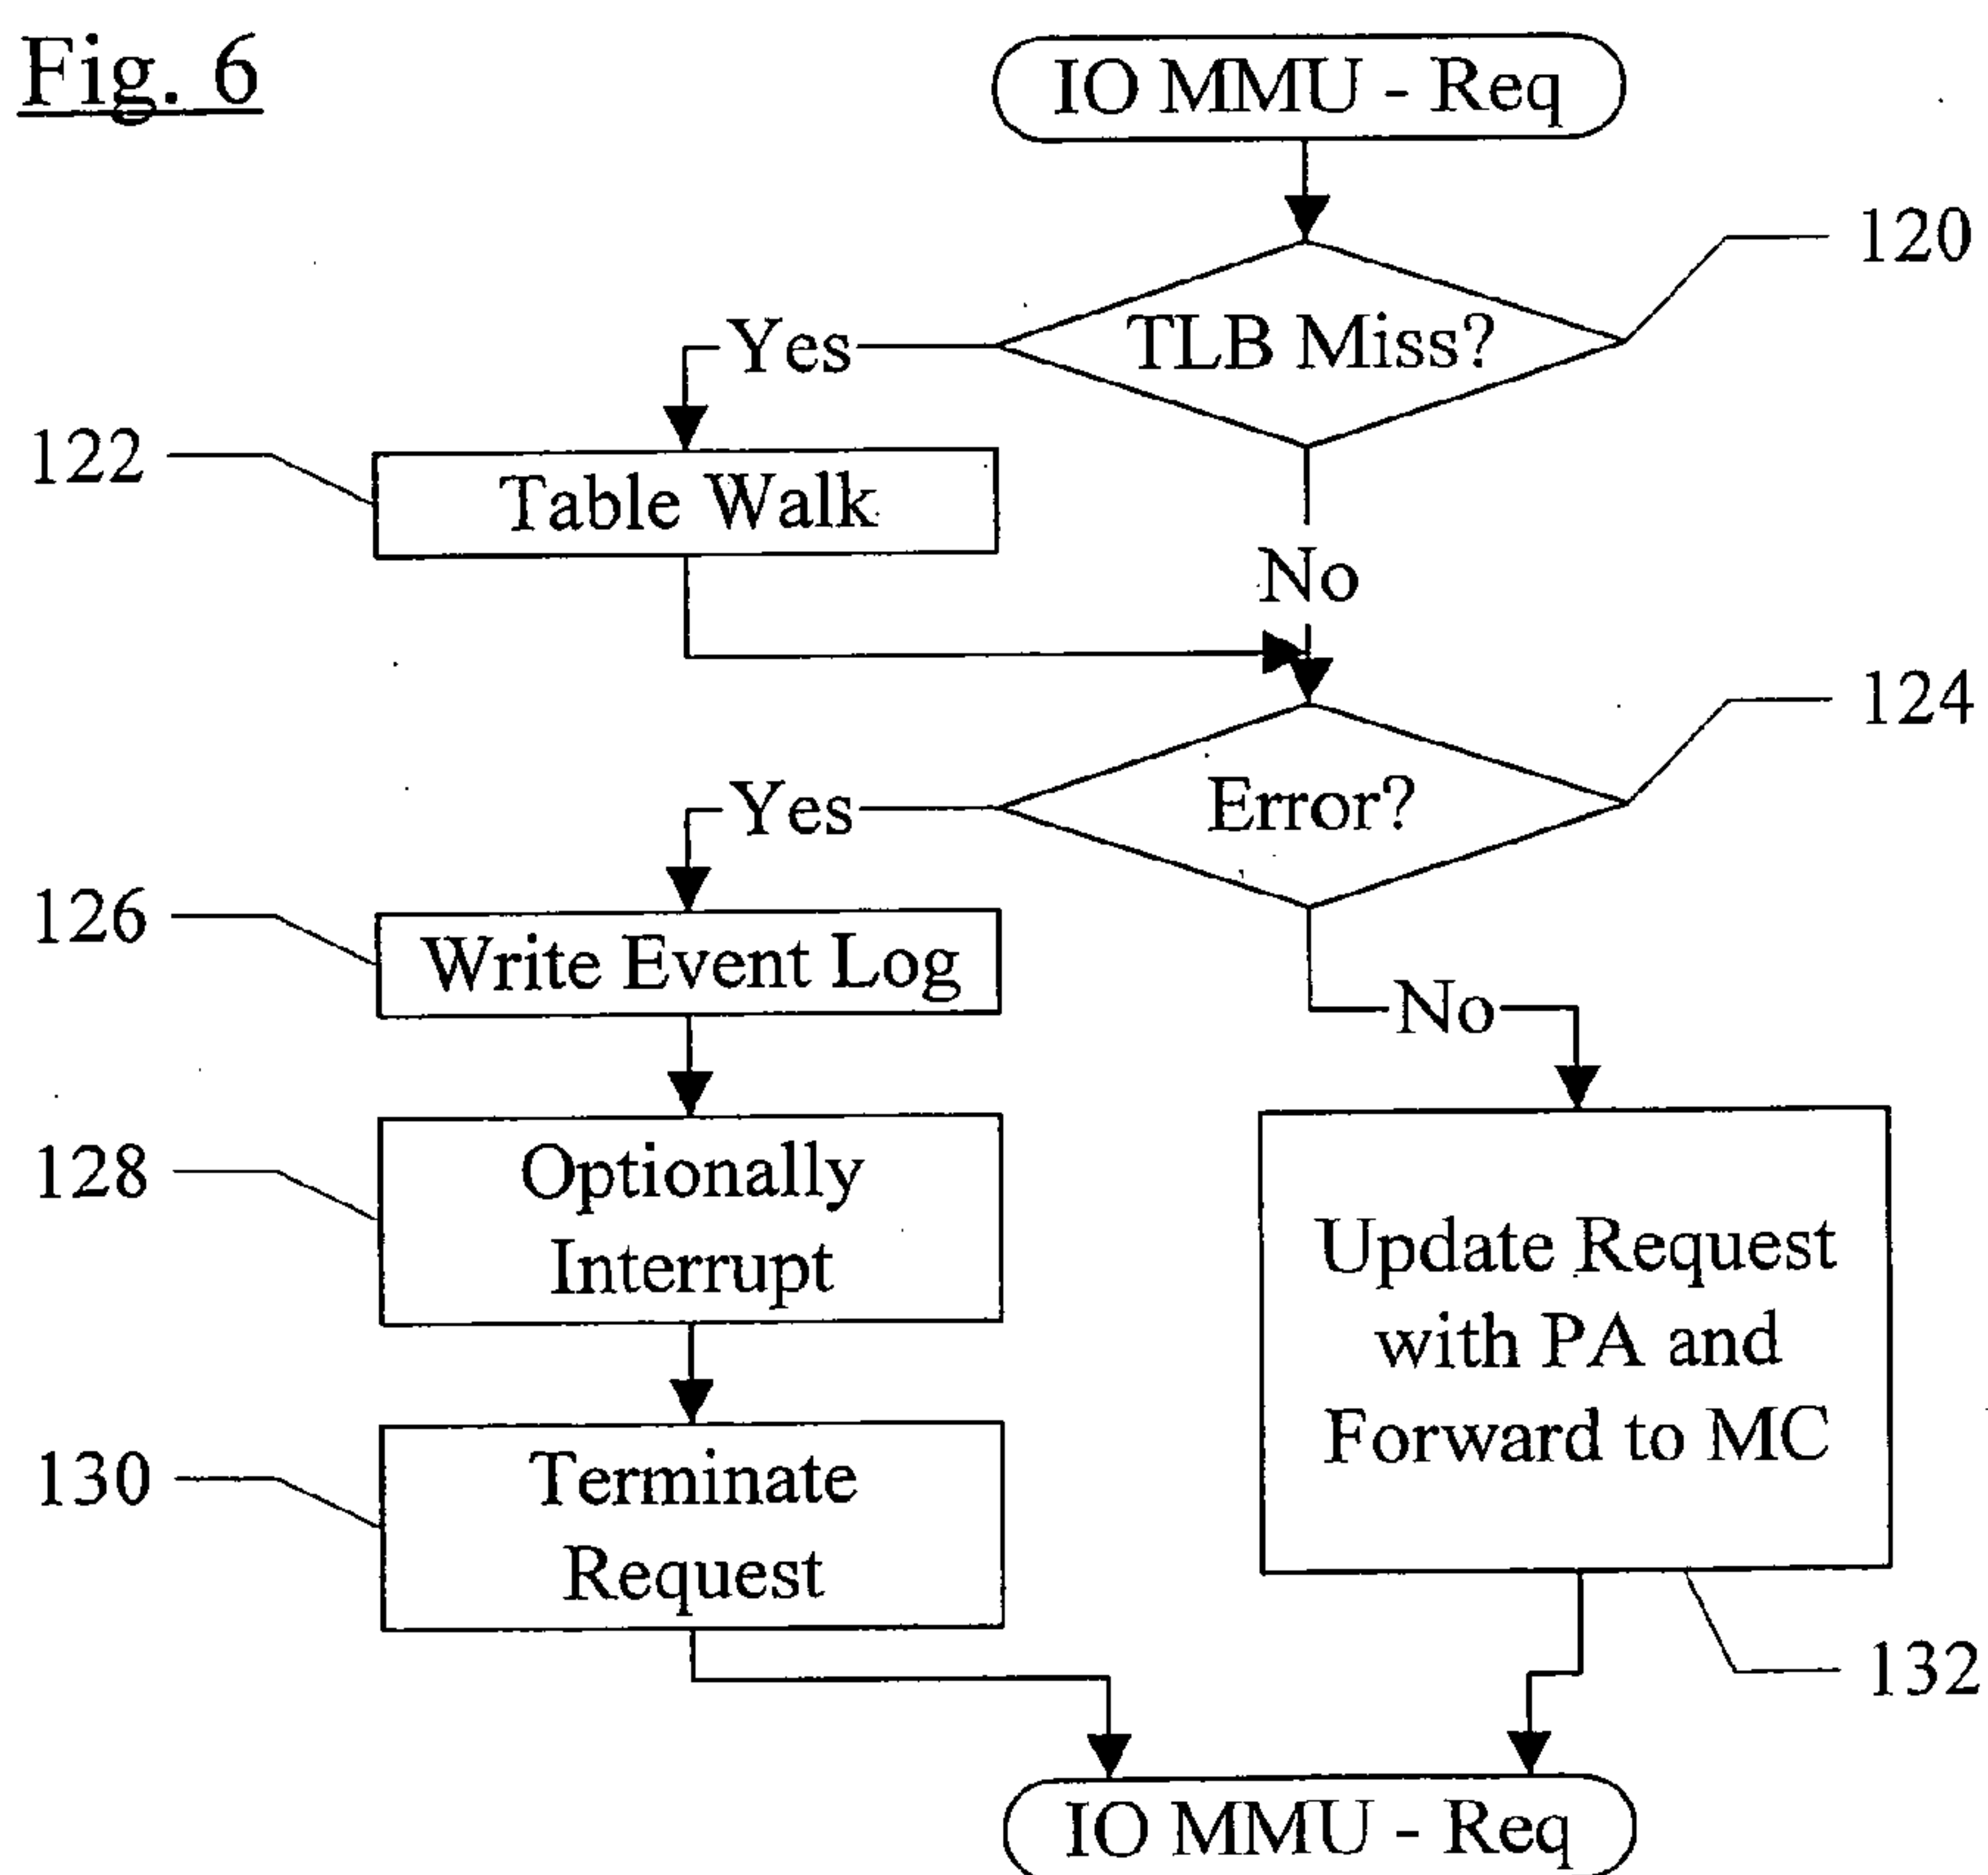 Fig. 6
IO MMU - Req
120
TLB Miss?
Yes
122
Table Walk
No
124
Error?
Yes
126
Write Event Log
No
128
Optionally
Interrupt
Update Request
with PA and
Forward to MC
130
Terminate
Request
132
IO MMU - Req